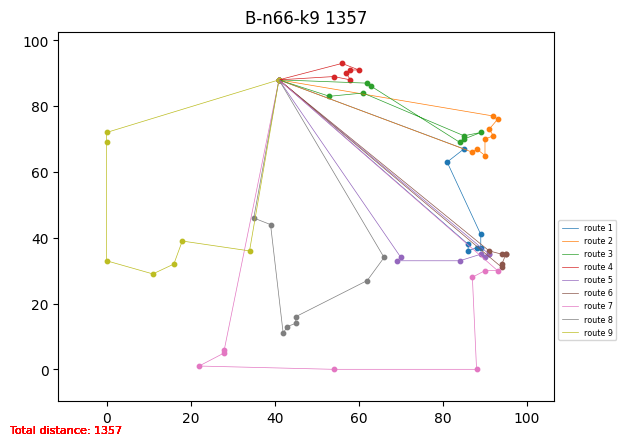 B-n66-k9 1357
100
80
60
40
20
0
0 20 40 60 80 100
route 1
route 2
route 3
route 4
route 5
route 6
route 7
route 8
route 9
Total distance: 1357